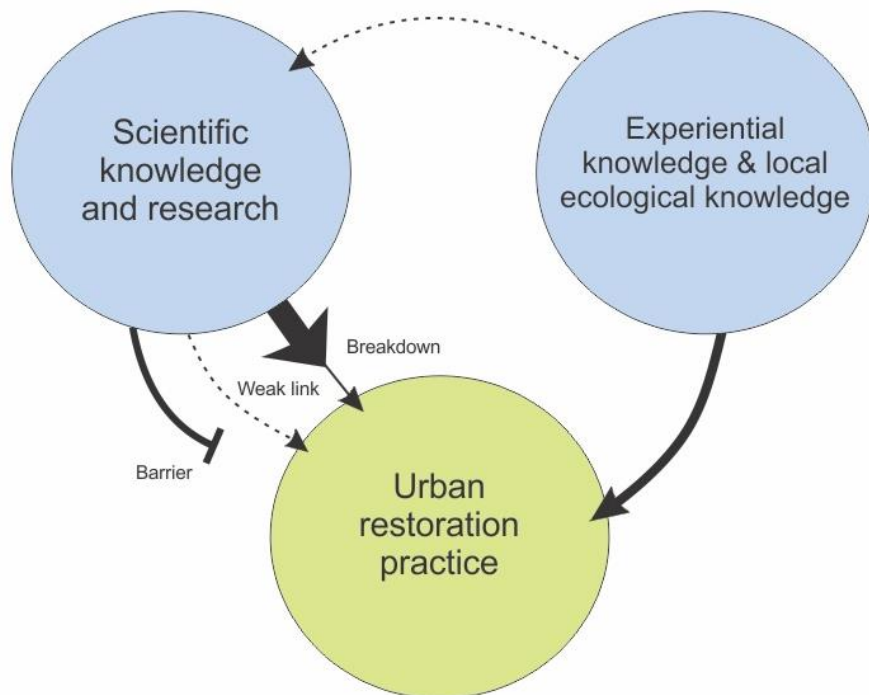 Scientific
knowledge
and research
Experiential
knowledge & local
ecological knowledge
Breakdown
Weak link
Barrier
Urban
restoration
practice